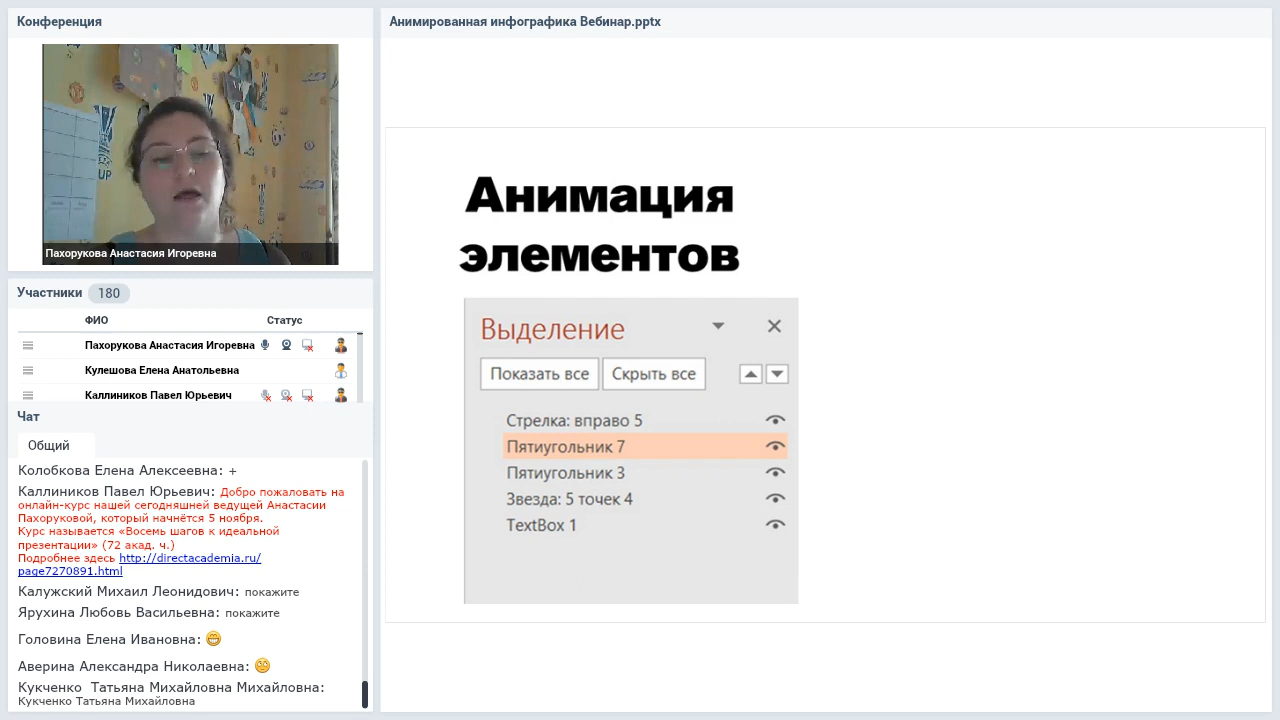 Конференция
Пахорукова Анастасия Игоревна
Участники 180
ФИО Статус
Пахорукова Анастасия Игоревна
Кулешова Елена Анатольевна
Каллиников Павел Юрьевич
Чат
Общий
Колобкова Елена Алексеевна: +
Каллиников Павел Юрьевич: Добро пожаловать на
онлайн-курс нашей сегодняшней ведущей Анастасии
Пахоруковой, который начнётся 5 ноября.
Курс называется «Восемь шагов к идеальной
презентации» (72 акад. ч.)
Подробнее здесь http://directacademia.ru/
page7270891.html
Калужский Михаил Леонидович: покажите
Ярухина Любовь Васильевна: покажите
Головина Елена Ивановна:
Аверина Александра Николаевна:
Кукченко Татьяна Михайловна Михайловна:
Кукченко Татьяна Михайловна
Анимированная инфографика Вебинар.pptx
Анимация
элементов
Выделение
Показать все Скрыть все
Стрелка: вправо 5
Пятиугольник 7
Пятиугольник 3
Звезда: 5 точек 4
TextBox 1